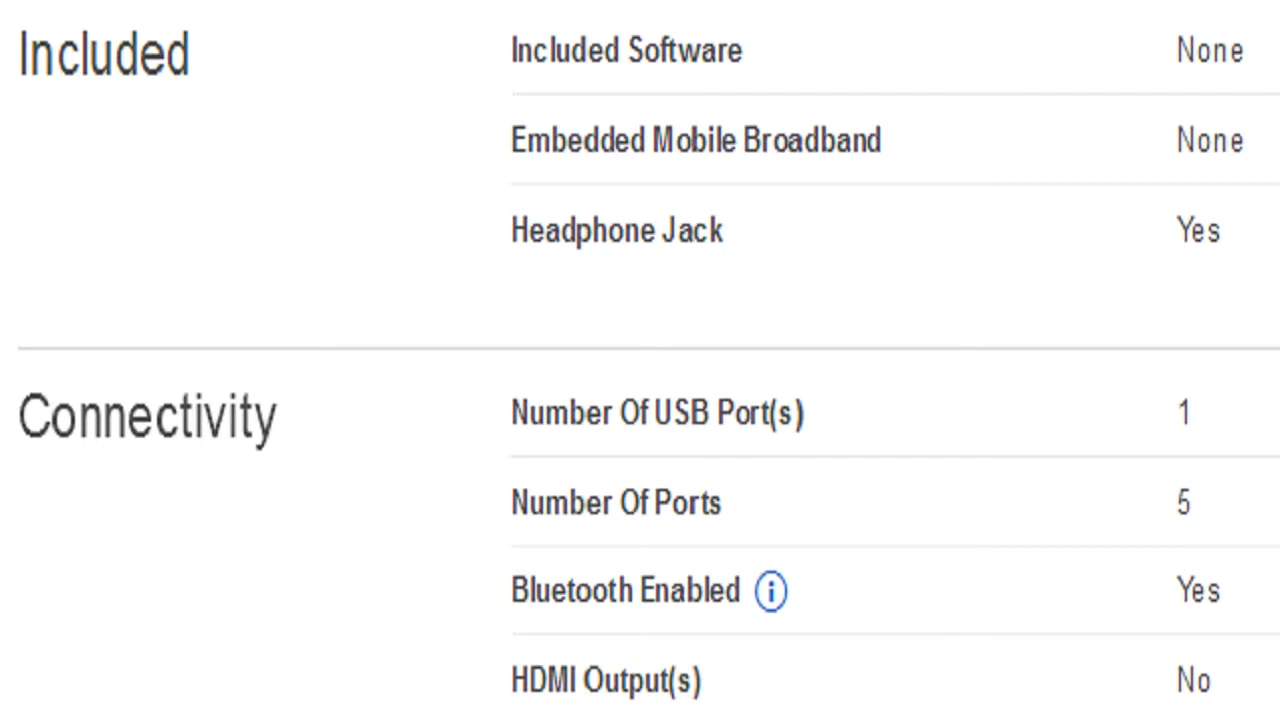 Included
Included Software None
Embedded Mobile Broadband None
Headphone Jack Yes
Connectivity
Number Of USB Port(s) 1
Number Of Ports 5
Bluetooth Enabled i Yes
HDMI Output(s) No